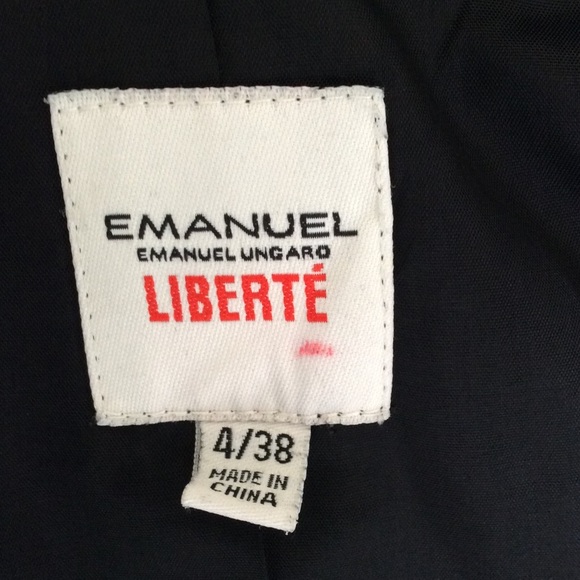 EMANUEL
EMANUEL UNGARO
LIBERTÉ
4/38
MADE IN
CHINA